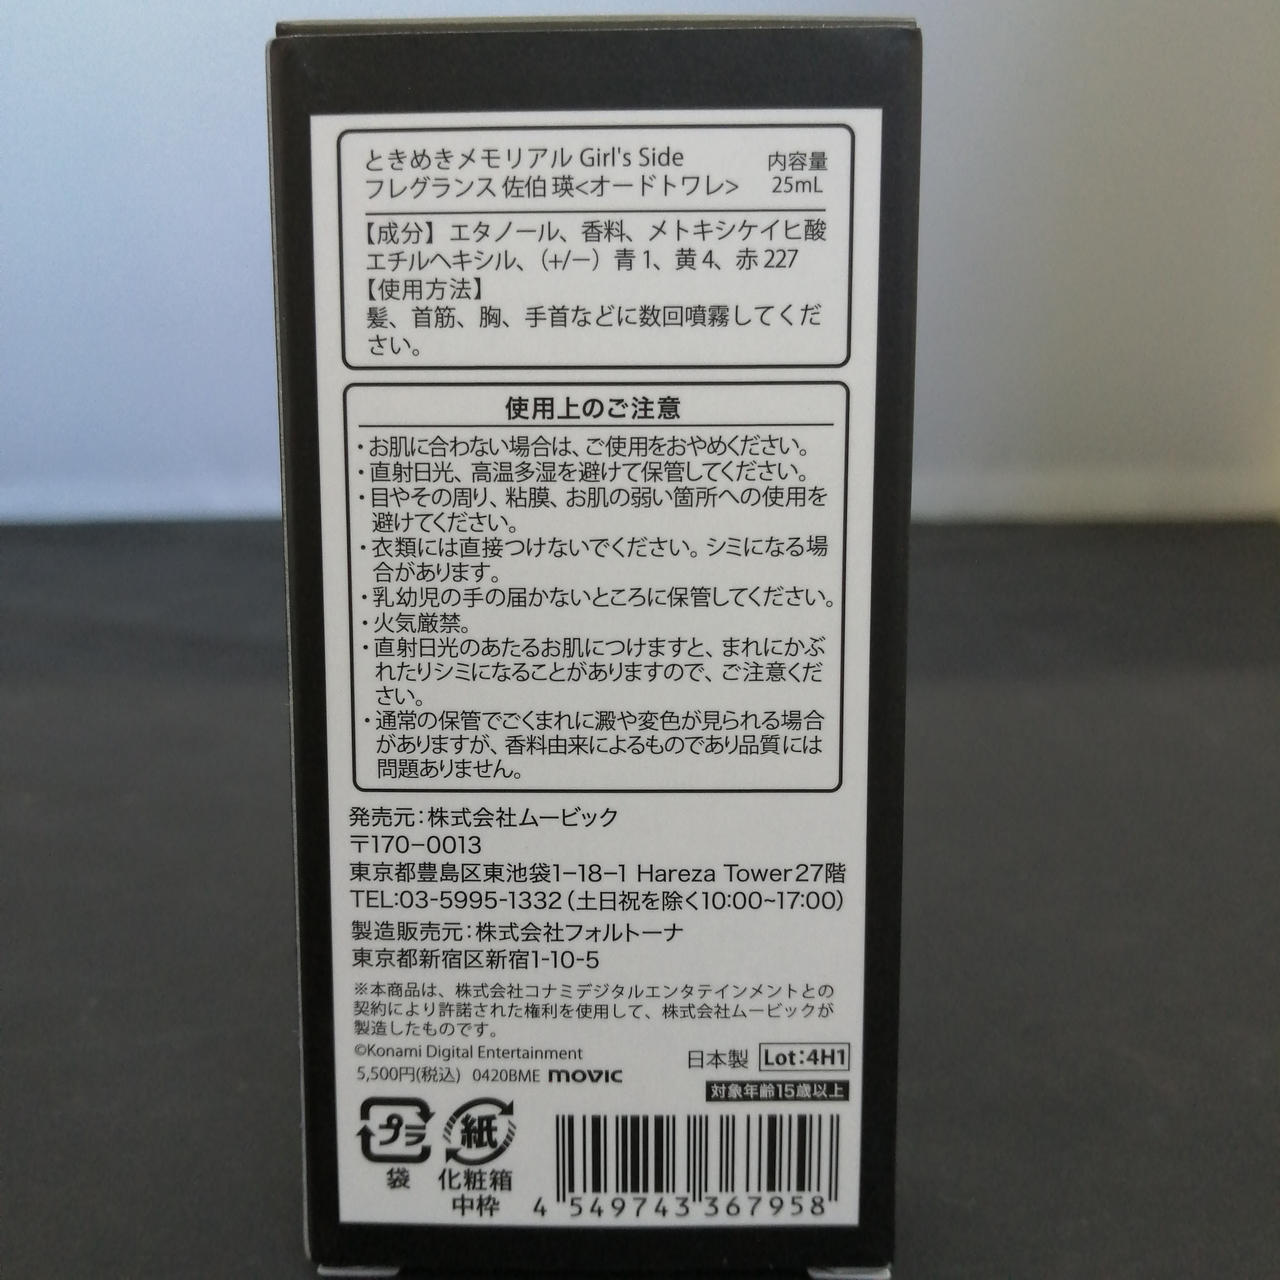 ときめきメモリアル Girl's Side
フレグランス 佐伯 瑛<オードトワレ>
内容量
25mL
【成分】エタノール、香料、メトキシケイヒ酸
エチルヘキシル、（+/－）青1、黄4、赤227
【使用方法】
髪、首筋、胸、手首などに数回噴霧してくだ
さい。
使用上のご注意
・お肌に合わない場合は、ご使用をおやめください。
・直射日光、高温多湿を避けて保管してください。
・目やその周り、粘膜、お肌の弱い箇所への使用を
避けてください。
・衣類には直接つけないでください。シミになる場
合があります。
・乳幼児の手の届かないところに保管してください。
・火気厳禁。
・直射日光のあたるお肌につけますと、まれにかぶ
れたりシミになることがありますので、ご注意くだ
さい。
・通常の保管でごくまれに澱や変色が見られる場合
がありますが、香料由来によるものであり品質には
問題ありません。
発売元：株式会社ムービック
〒170−0013
東京都豊島区東池袋1−18−1 Hareza Tower27階
TEL:03-5995-1332（土日祝を除く10:00~17:00）
製造販売元：株式会社フォルトーナ
東京都新宿区新宿1-10-5
※本商品は、株式会社コナミデジタルエンタテインメントとの
契約により許諾された権利を使用して、株式会社ムービックが
製造したものです。
©Konami Digital Entertainment
5,500円(税込) 0420BME movic
日本製 Lot:4H1
対象年齢15歳以上
プラ
袋
紙
化粧箱
中枠
4 549743 367958